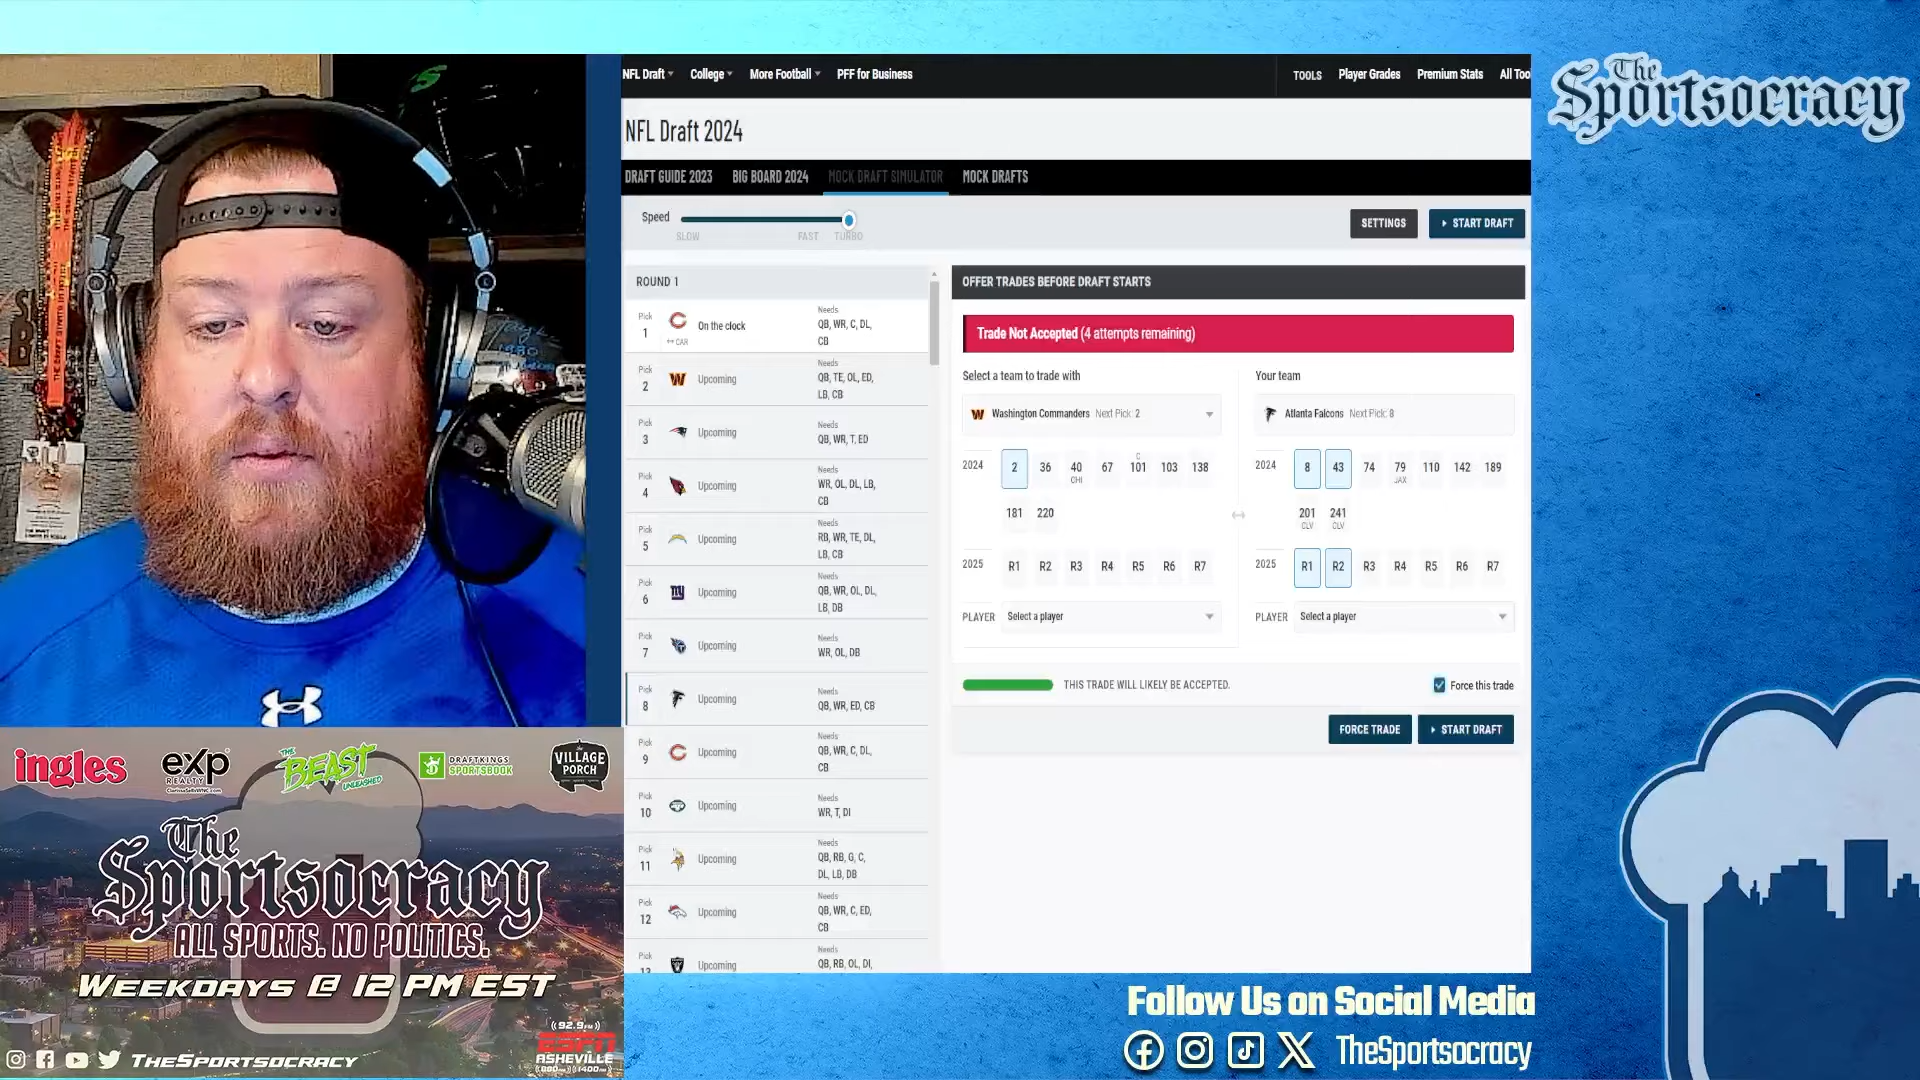 The
Sportsocracy
NFL Draft
College
More Football
PFF for Business
TOOLS
Player Grades
Premium Stats
All Too
NFL Draft 2024
DRAFT GUIDE 2023
BIG BOARD 2024
MOCK DRAFT SIMULATOR
MOCK DRAFTS
Speed
SLOW
FAST
TURBO
SETTINGS
START DRAFT
ROUND 1
Pick
1
CAR
On the clock
Needs
QB, WR, C, DL,
CB
Pick
2
Upcoming
Needs
QB, TE, OL, ED,
LB, CB
Pick
3
Upcoming
Needs
QB, WR, T, ED
Pick
4
Upcoming
Needs
WR, OL, DL, LB,
CB
Pick
5
Upcoming
Needs
RB, WR, TE, DL,
LB, CB
Pick
6
Upcoming
Needs
QB, WR, OL, DL,
LB, DB
Pick
7
Upcoming
Needs
WR, OL, DB
Pick
8
Upcoming
Needs
QB, WR, ED, CB
Pick
9
Upcoming
Needs
QB, WR, C, DL,
CB
Pick
10
Upcoming
Needs
WR, T, DI
Pick
11
Upcoming
Needs
QB, RB, G, C,
DL, LB, DB
Pick
12
Upcoming
Needs
QB, WR, C, ED,
CB
Pick
13
Upcoming
Needs
QB, RB, OL, DI,
OFFER TRADES BEFORE DRAFT STARTS
Trade Not Accepted (4 attempts remaining)
Select a team to trade with
Washington Commanders Next Pick: 2
2024
2 36 40 67 101 103 138
CHI
C
181 220
2025
R1 R2 R3 R4 R5 R6 R7
PLAYER
Select a player
Your team
Atlanta Falcons Next Pick: 8
2024
8 43 74 79 110 142 189
JAX
201 241
CLV CLV
2025
R1 R2 R3 R4 R5 R6 R7
PLAYER
Select a player
THIS TRADE WILL LIKELY BE ACCEPTED.
Force this trade
FORCE TRADE
START DRAFT
ingles
exp
REALTY
THE
BEAST
UNLEASHED
DRAFTKINGS
SPORTSBOOK
VILLAGE
PORCH
The
Sportsocracy
ALL SPORTS. NO POLITICS.
WEEKDAYS @ 12 PM EST
92.9 FM
ESPN
ASHEVILLE
THESPORTSOCRACY
Follow Us on Social Media
TheSportsocracy